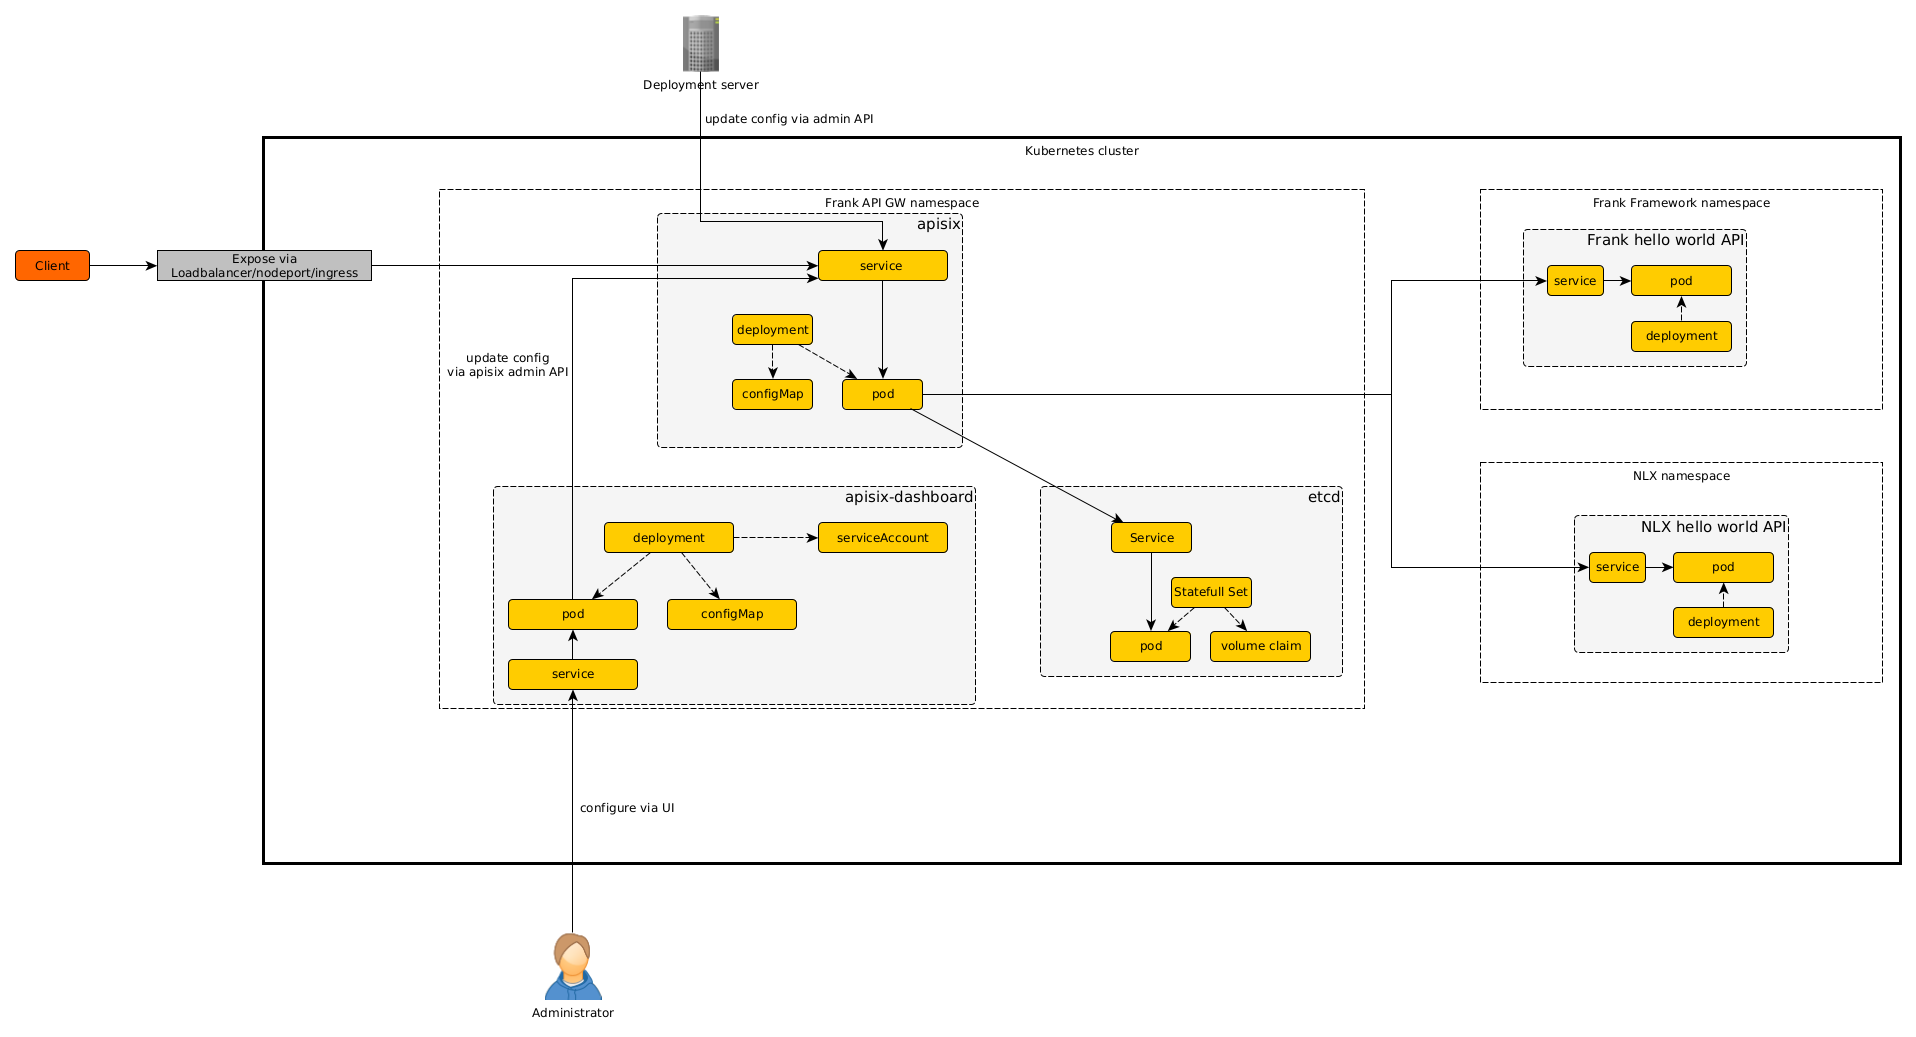 Deployment server
update config via admin API
Kubernetes cluster
Frank API GW namespace
apisix
Client
Expose via
Loadbalancer/nodeport/ingress
service
deployment
configMap
pod
update config
via apisix admin API
apisix-dashboard
deployment
serviceAccount
pod
configMap
service
etcd
Service
Statefull Set
pod
volume claim
Frank Framework namespace
Frank hello world API
service
pod
deployment
NLX namespace
NLX hello world API
service
pod
deployment
configure via UI
Administrator